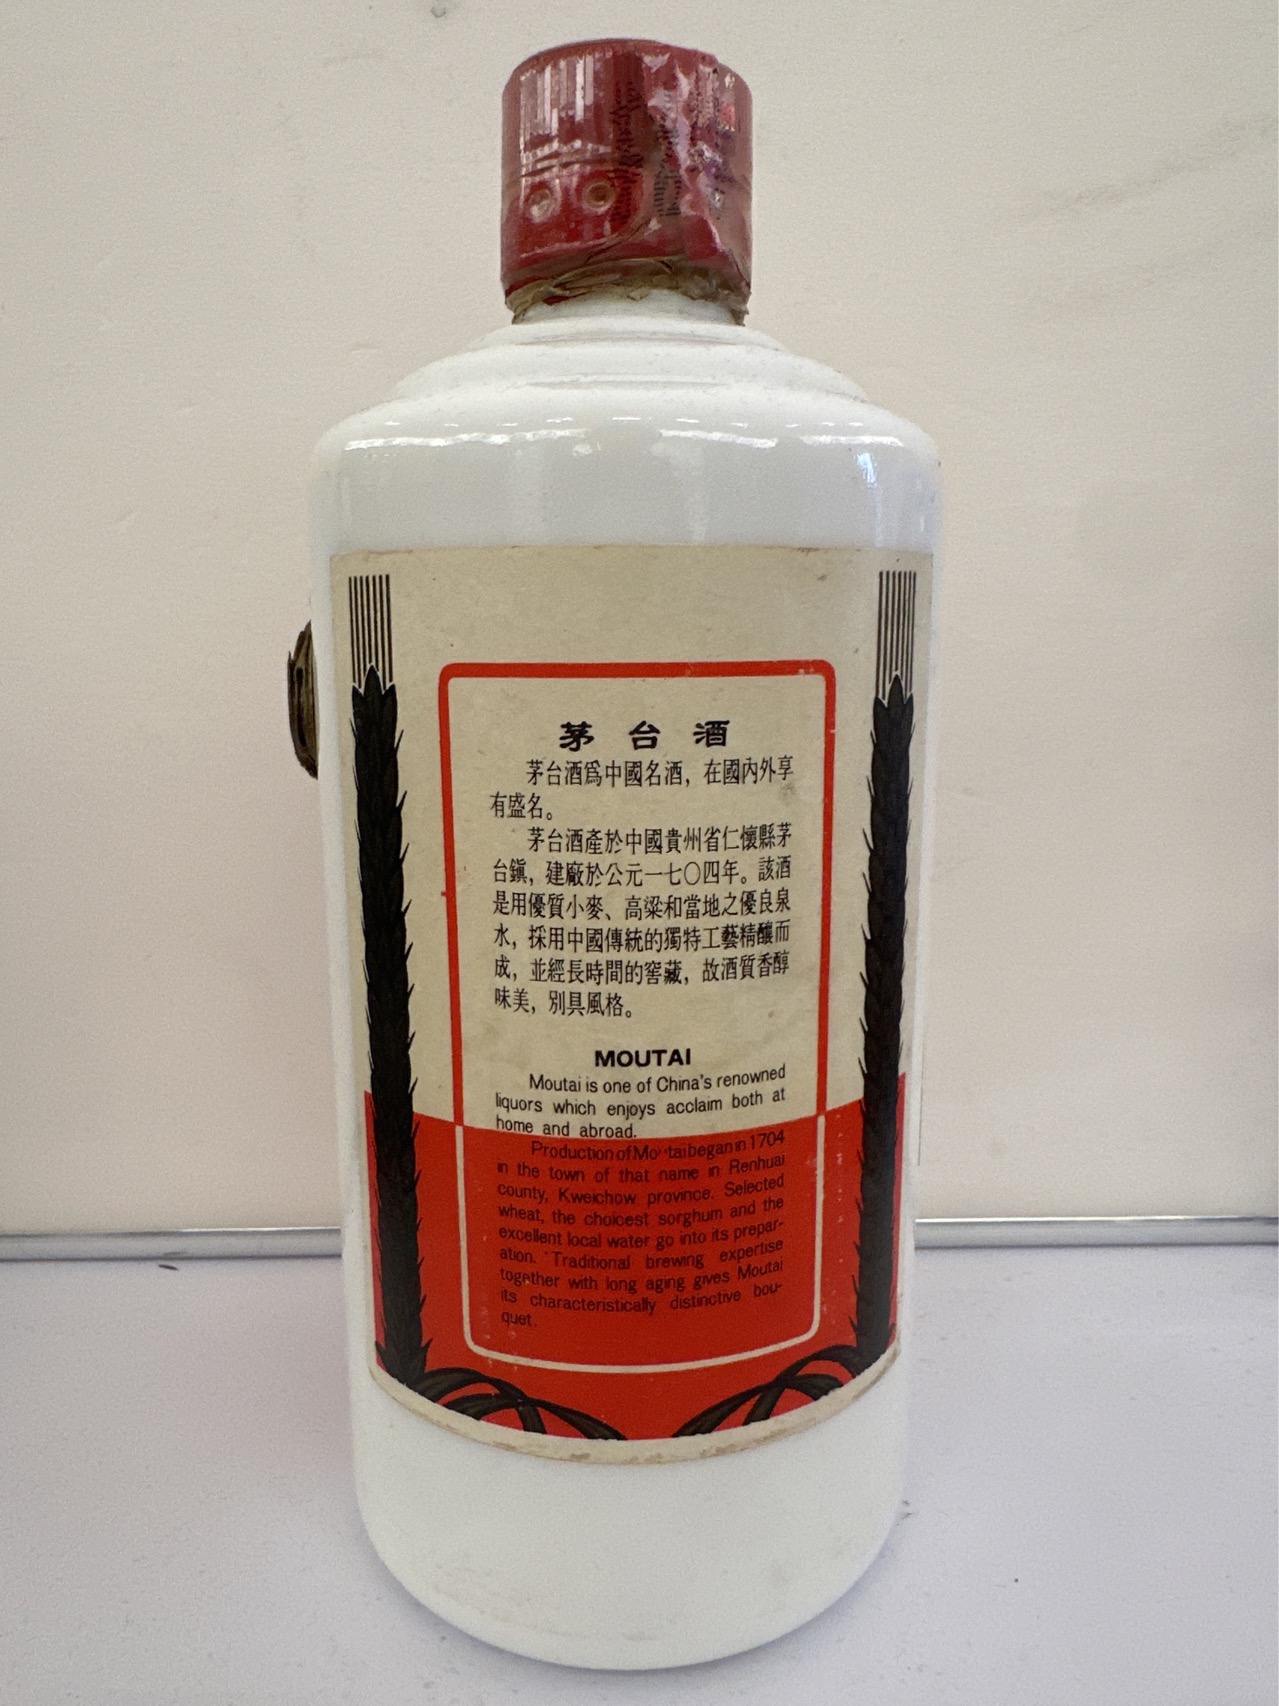 茅台酒
茅台酒爲中國名酒，在國內外享
有盛名。
茅台酒產於中國貴州省仁懷縣茅
台鎭，建廠於公元一七〇四年。該酒
是用優質小麥、高粱和當地之優良泉
水，採用中國傳統的獨特工藝精釀而
成，並經長時間的窖藏，故酒質香醇
味美，別具風格。
MOUTAI
Moutai is one of China's renowned
liquors which enjoys acclaim both at
home and abroad.
Production of Moutai began in 1704
in the town of that name in Renhuai
county, Kweichow province. Selected
wheat, the choicest sorghum and the
excellent local water go into its prepar-
ation. Traditional brewing expertise
together with long aging gives Moutai
its characteristically distinctive bou-
quet.